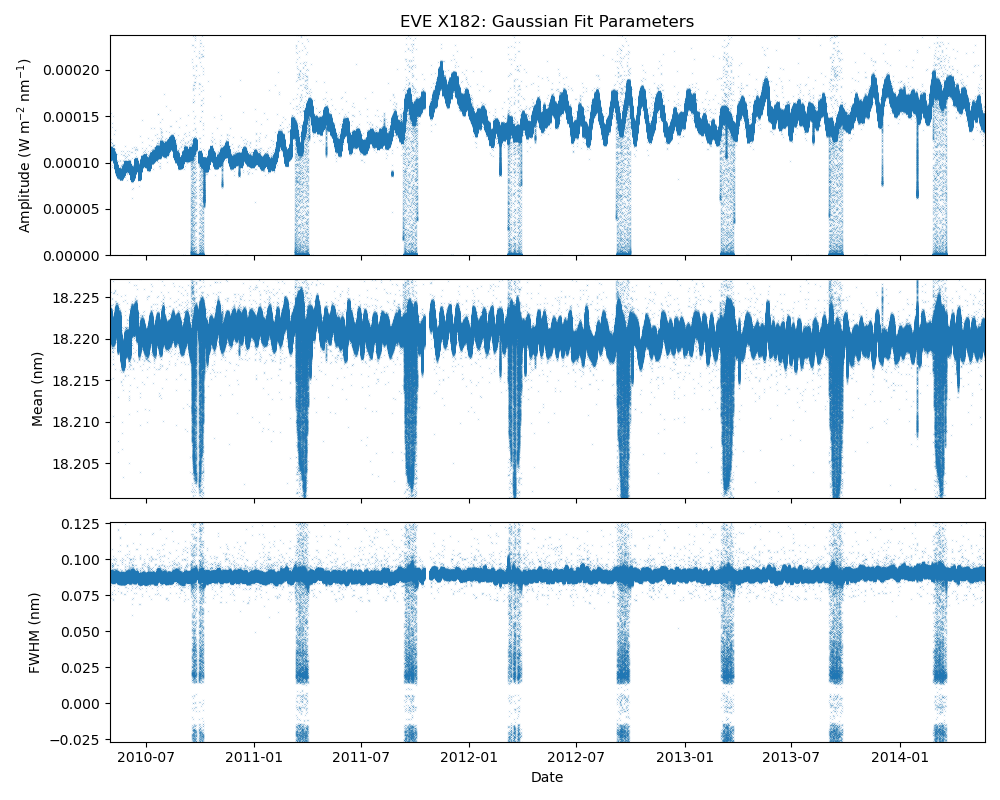 EVE X182: Gaussian Fit Parameters
Amplitude (W m⁻² nm⁻¹)
0.00020
0.00015
0.00010
0.00005
0.00000
Mean (nm)
18.225
18.220
18.215
18.210
18.205
FWHM (nm)
0.125
0.100
0.075
0.050
0.025
0.000
−0.025
2010-07 2011-01 2011-07 2012-01 2012-07 2013-01 2013-07 2014-01
Date